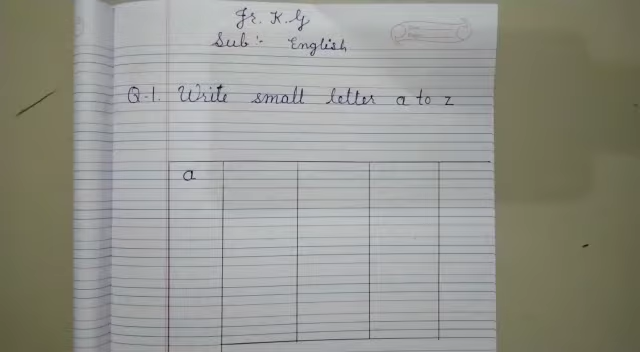 Jr. K.G
Sub :- English
Q-1. Write small letter a to z
a